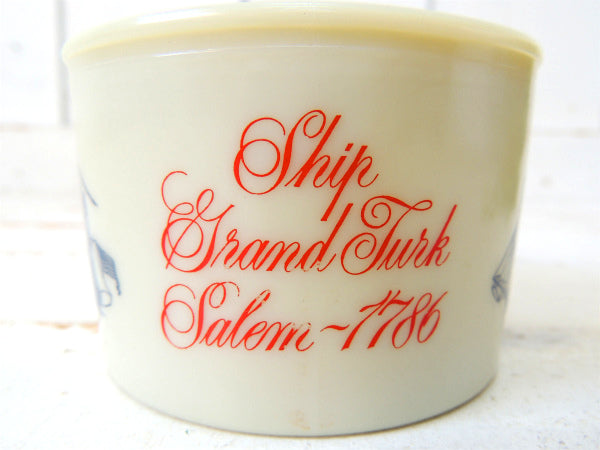 Ship
Grand Turk
Salem ~ 1786